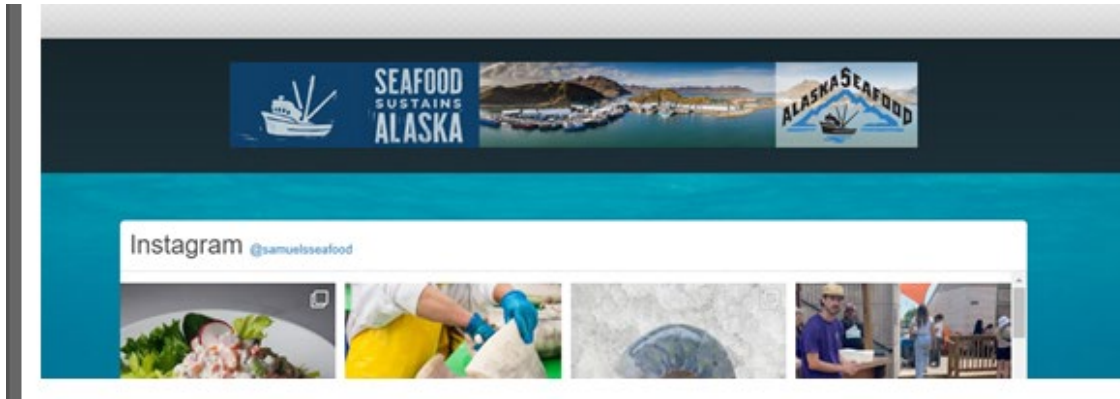 SEAFOOD
SUSTAINS
ALASKA
ALASKA SEAFOOD
Instagram @samuelsseafood